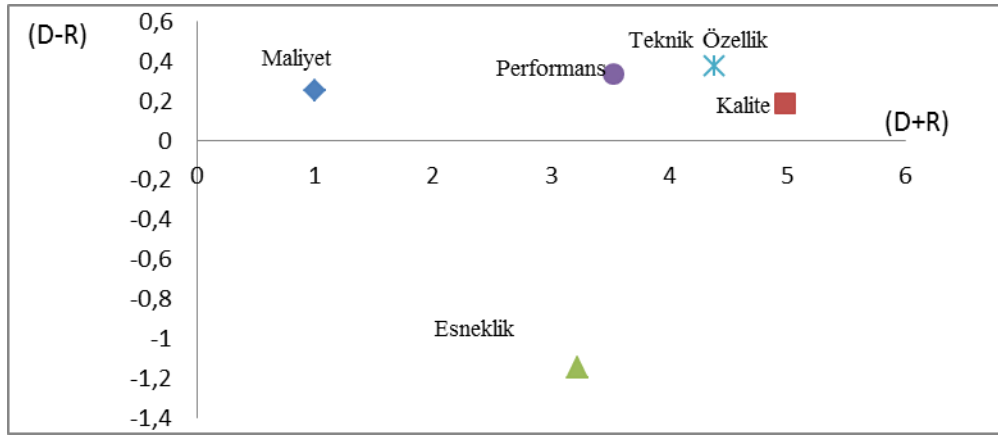 (D-R)
0,6
0,4
0,2
0
-0,2
-0,4
-0,6
-0,8
-1
-1,2
-1,4
Maliyet
Performans
Teknik Özellik
Kalite
(D+R)
0 1 2 3 4 5 6
Esneklik